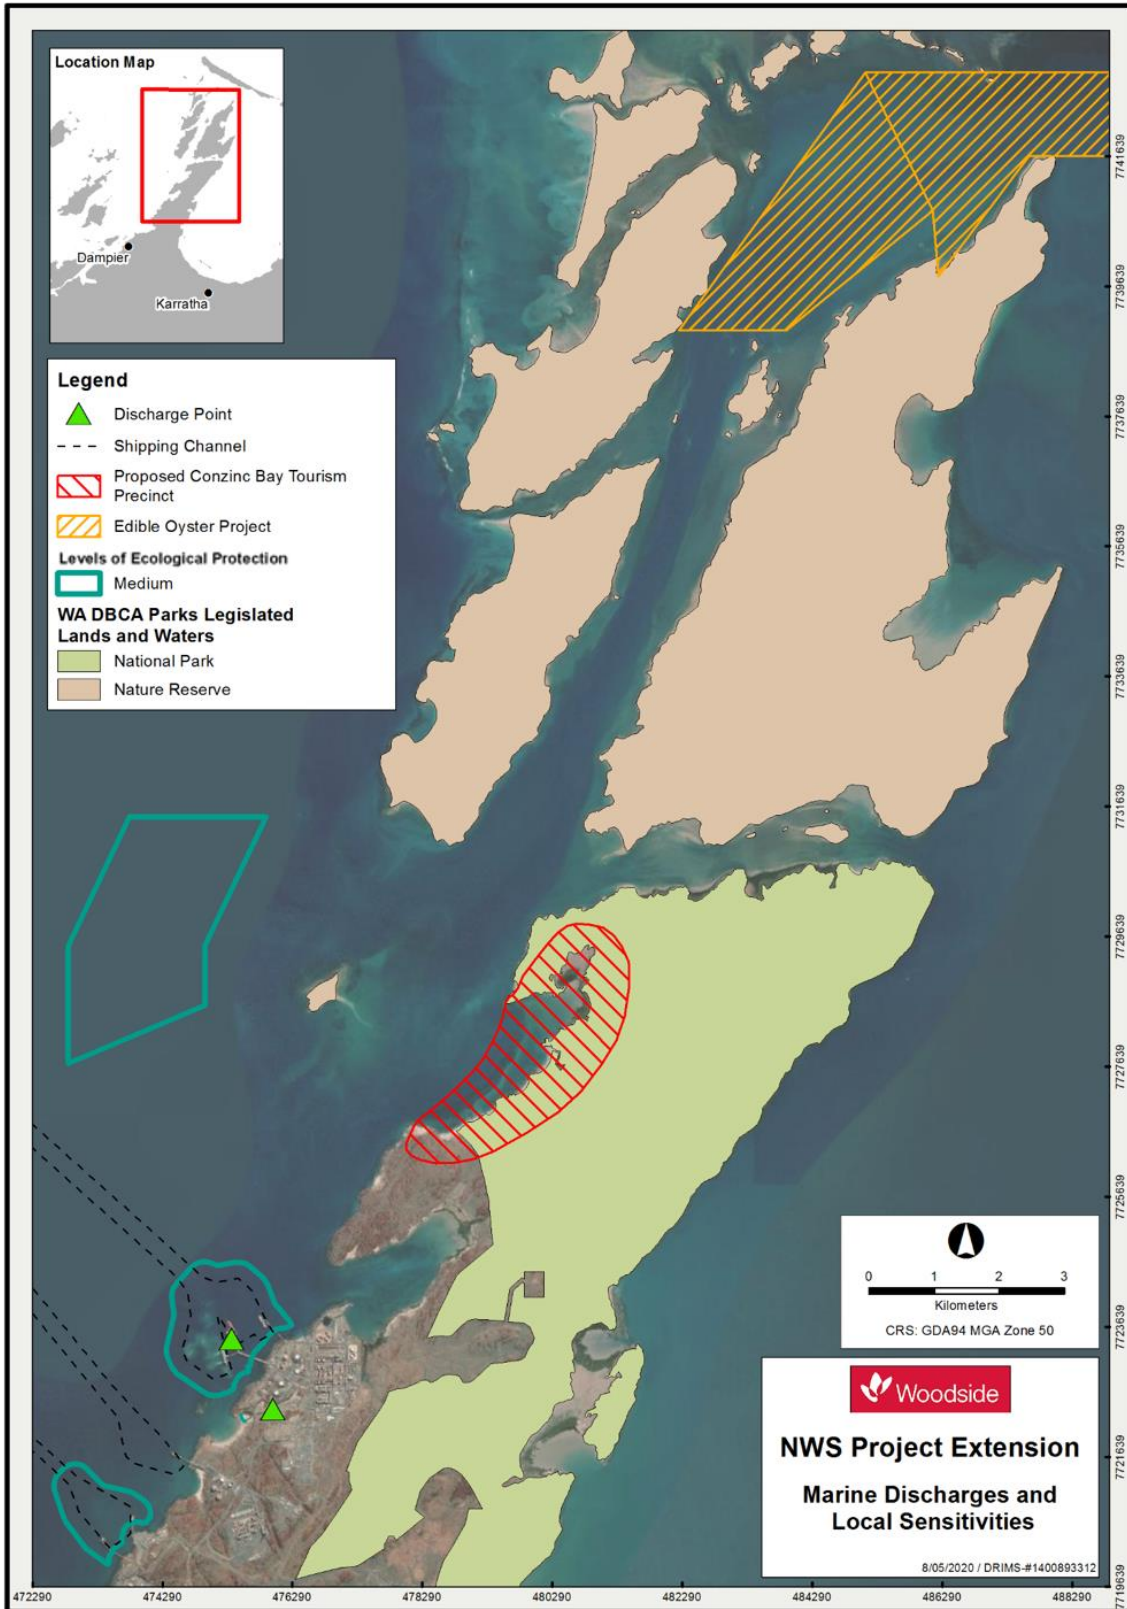 Location Map
Dampier
Karratha
Legend
Discharge Point
Shipping Channel
Proposed Conzinc Bay Tourism
Precinct
Edible Oyster Project
Levels of Ecological Protection
Medium
WA DBCA Parks Legislated
Lands and Waters
National Park
Nature Reserve
7741639
7739639
7737639
7735639
7733639
7731639
7729639
7727639
7725639
7723639
7721639
7719639
0 1 2 3
Kilometers
CRS: GDA94 MGA Zone 50
Woodside
NWS Project Extension
Marine Discharges and
Local Sensitivities
8/05/2020 / DRIMS-#1400893312
472290 474290 476290 478290 480290 482290 484290 486290 488290